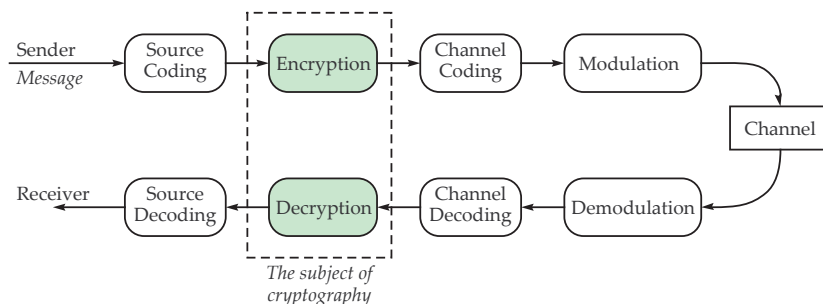 Sender
Message
Source
Coding
Encryption
Channel
Coding
Modulation
Channel
Receiver
Source
Decoding
Decryption
Channel
Decoding
Demodulation
The subject of
cryptography